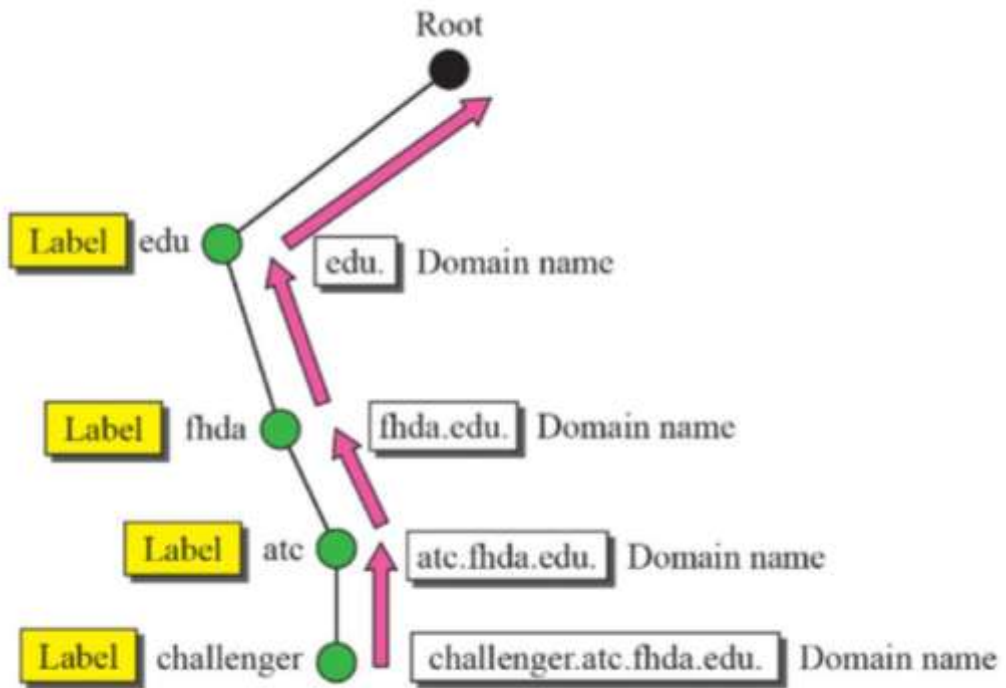 Root
Label edu
edu. Domain name
Label fhda
fhda.edu. Domain name
Label atc
atc.fhda.edu. Domain name
Label challenger
challenger.atc.fhda.edu. Domain name